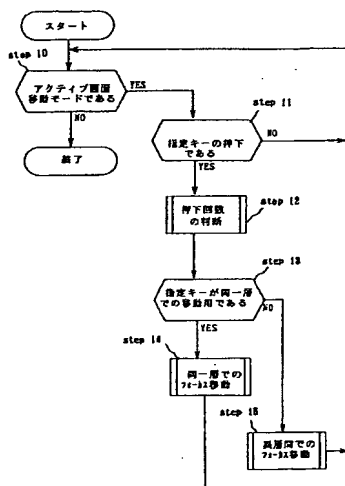 スタート
step 10
アクティブ画面
移動モードである
YES
NO
終了
step 11
指定キーの押下
である
NO
YES
押下回数
の判断
step 12
step 13
指定キーが同一層
での移動用である
YES
NO
step 14
同一層での
フォーカス移動
step 15
異層間での
フォーカス移動